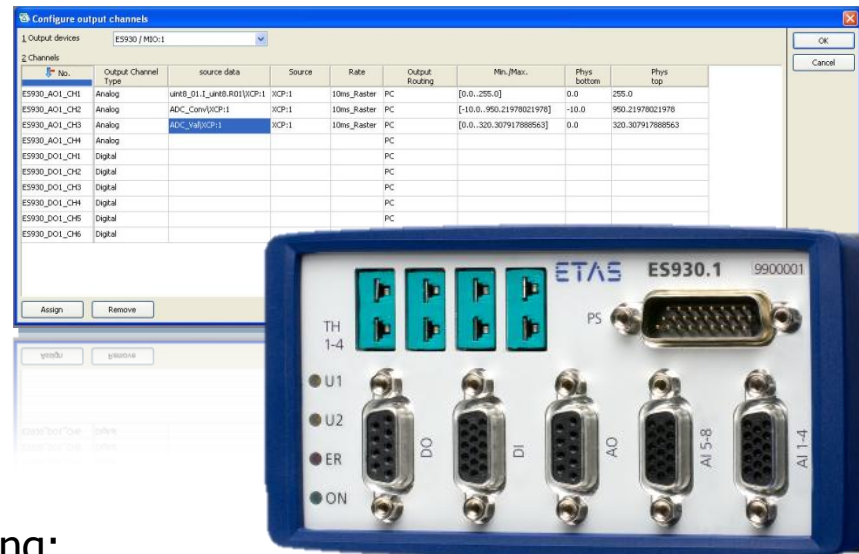 Configure output channels
1 Output devices ES930 / MIO:1
OK
2 Channels
Cancel
No. Output Channel Type source data Source Rate Output Routing Min./Max. Phys bottom Phys top
ES930_AO1_CH1 Analog uint8_01.I_uint8.R01\XCP:1 XCP:1 10ms_Raster PC [0.0..255.0] 0.0 255.0
ES930_AO1_CH2 Analog ADC_Conv\XCP:1 XCP:1 10ms_Raster PC [-10.0..950.21978021978] -10.0 950.21978021978
ES930_AO1_CH3 Analog ADC_Val\XCP:1 XCP:1 10ms_Raster PC [0.0..320.307917888563] 0.0 320.307917888563
ES930_AO1_CH4 Analog PC
ES930_DO1_CH1 Digital PC
ES930_DO1_CH2 Digital PC
ES930_DO1_CH3 Digital PC
ES930_DO1_CH4 Digital PC
ES930_DO1_CH5 Digital PC
ES930_DO1_CH6 Digital
Assign Remove
ETAS ES930.1 9900001
TH
1-4
PS
U1
U2
ER
ON
DO
DI
AO
AI 5-8
AI 1-4
ng: